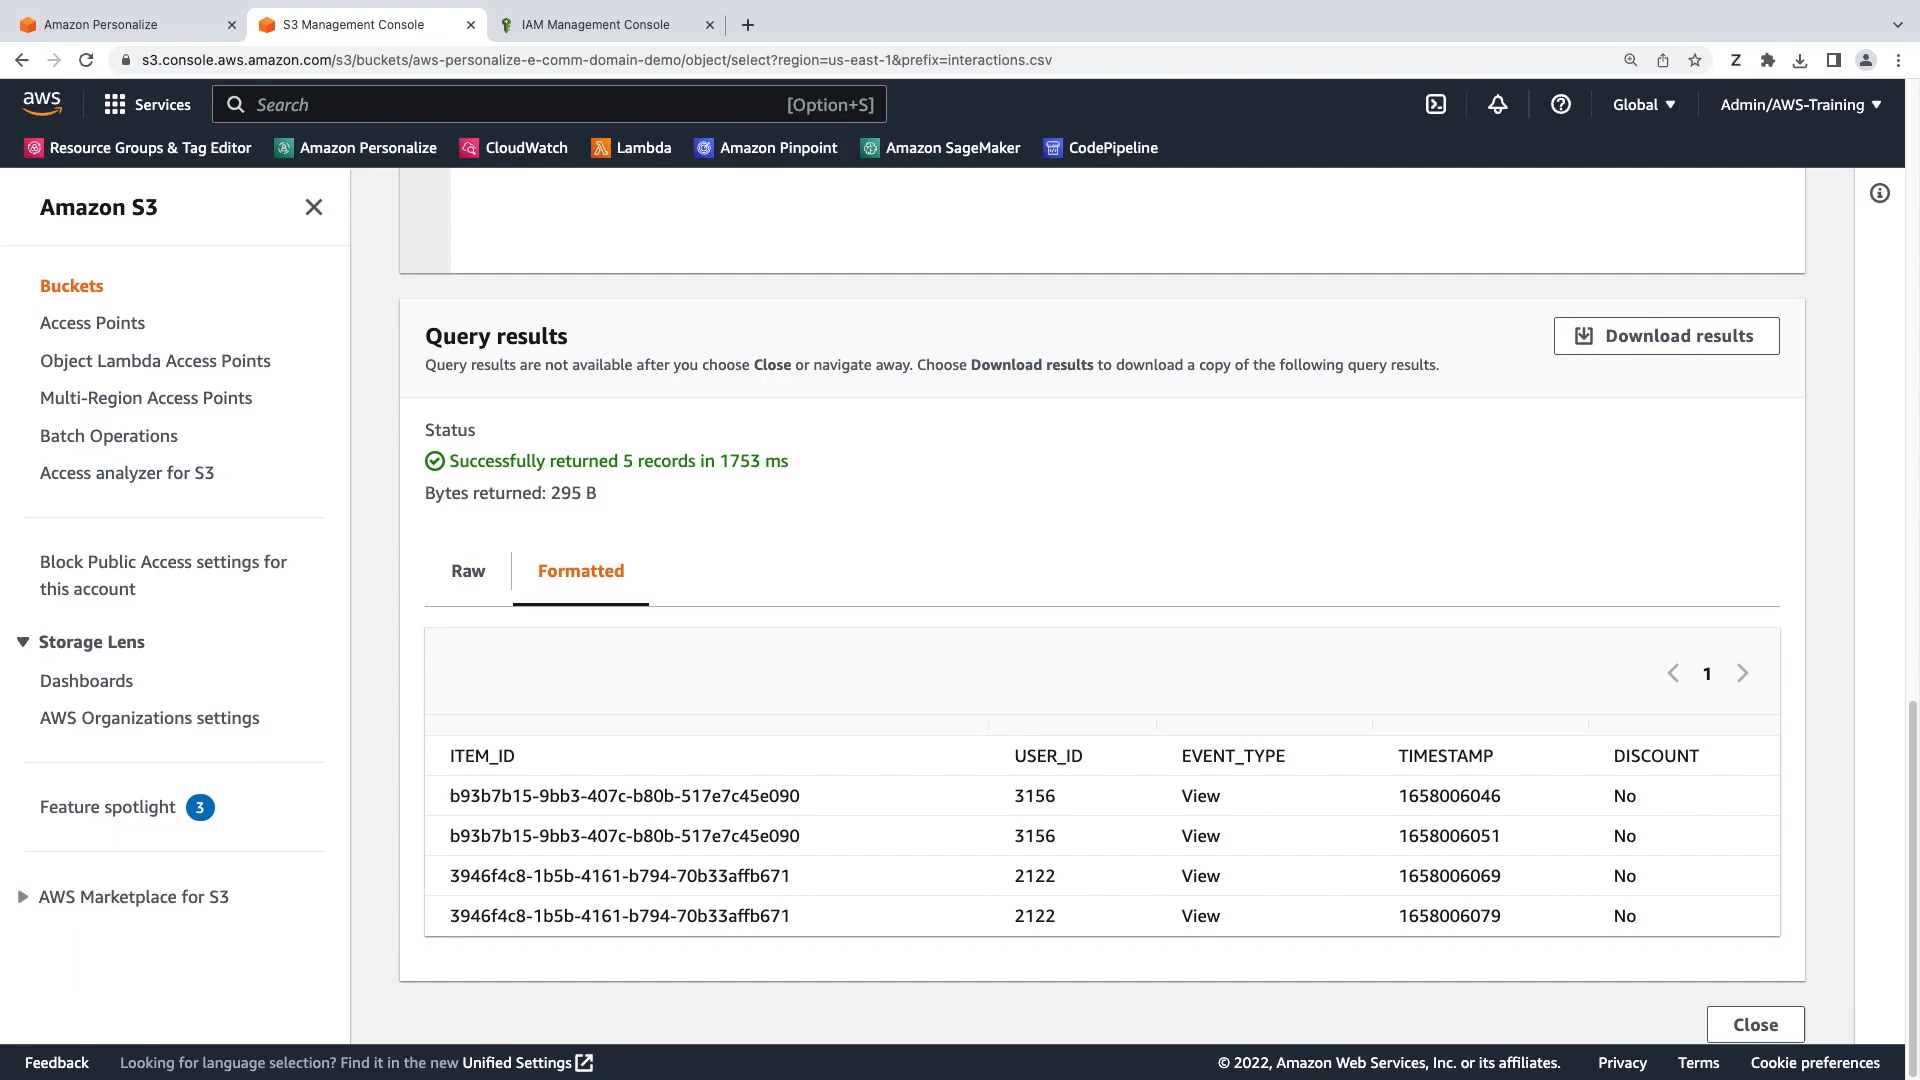 Amazon Personalize
S3 Management Console
IAM Management Console
s3.console.aws.amazon.com/s3/buckets/aws-personalize-e-comm-domain-demo/object/select?region=us-east-1&prefix=interactions.csv
Z
aws
Services
Search
[Option+S]
Global
Admin/AWS-Training
Resource Groups & Tag Editor
Amazon Personalize
CloudWatch
Lambda
Amazon Pinpoint
Amazon SageMaker
CodePipeline
Amazon S3
Buckets
Access Points
Object Lambda Access Points
Multi-Region Access Points
Batch Operations
Access analyzer for S3
Block Public Access settings for
this account
Storage Lens
Dashboards
AWS Organizations settings
Feature spotlight 3
AWS Marketplace for S3
Query results
Download results
Query results are not available after you choose Close or navigate away. Choose Download results to download a copy of the following query results.
Status
Successfully returned 5 records in 1753 ms
Bytes returned: 295 B
Raw
Formatted
1
ITEM_ID USER_ID EVENT_TYPE TIMESTAMP DISCOUNT
b93b7b15-9bb3-407c-b80b-517e7c45e090 3156 View 1658006046 No
b93b7b15-9bb3-407c-b80b-517e7c45e090 3156 View 1658006051 No
3946f4c8-1b5b-4161-b794-70b33affb671 2122 View 1658006069 No
3946f4c8-1b5b-4161-b794-70b33affb671 2122 View 1658006079 No
Close
Feedback
Looking for language selection? Find it in the new Unified Settings
© 2022, Amazon Web Services, Inc. or its affiliates.
Privacy
Terms
Cookie preferences